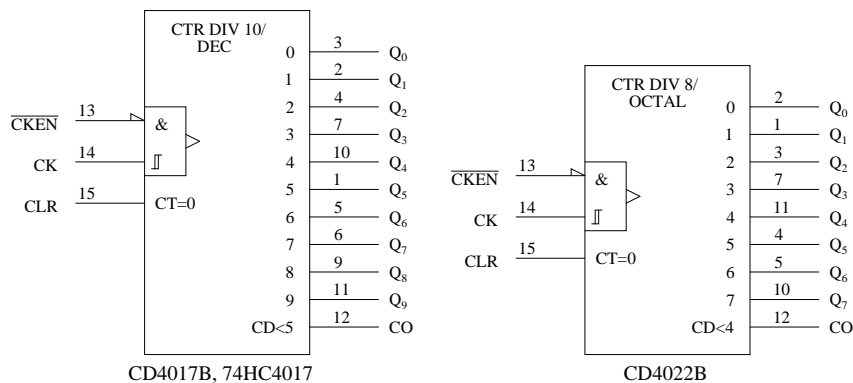 CTR DIV 10/
DEC
0 3 Q₀
1 2 Q₁
2 4 Q₂
3 7 Q₃
4 10 Q₄
5 1 Q₅
6 5 Q₆
7 6 Q₇
8 9 Q₈
9 11 Q₉
CD<5 12 CO
CKEN 13 &
CK 14
CLR 15 CT=0
CD4017B, 74HC4017
CTR DIV 8/
OCTAL
0 2 Q₀
1 1 Q₁
2 3 Q₂
3 7 Q₃
4 11 Q₄
5 4 Q₅
6 5 Q₆
7 10 Q₇
CD<4 12 CO
CKEN 13 &
CK 14
CLR 15 CT=0
CD4022B